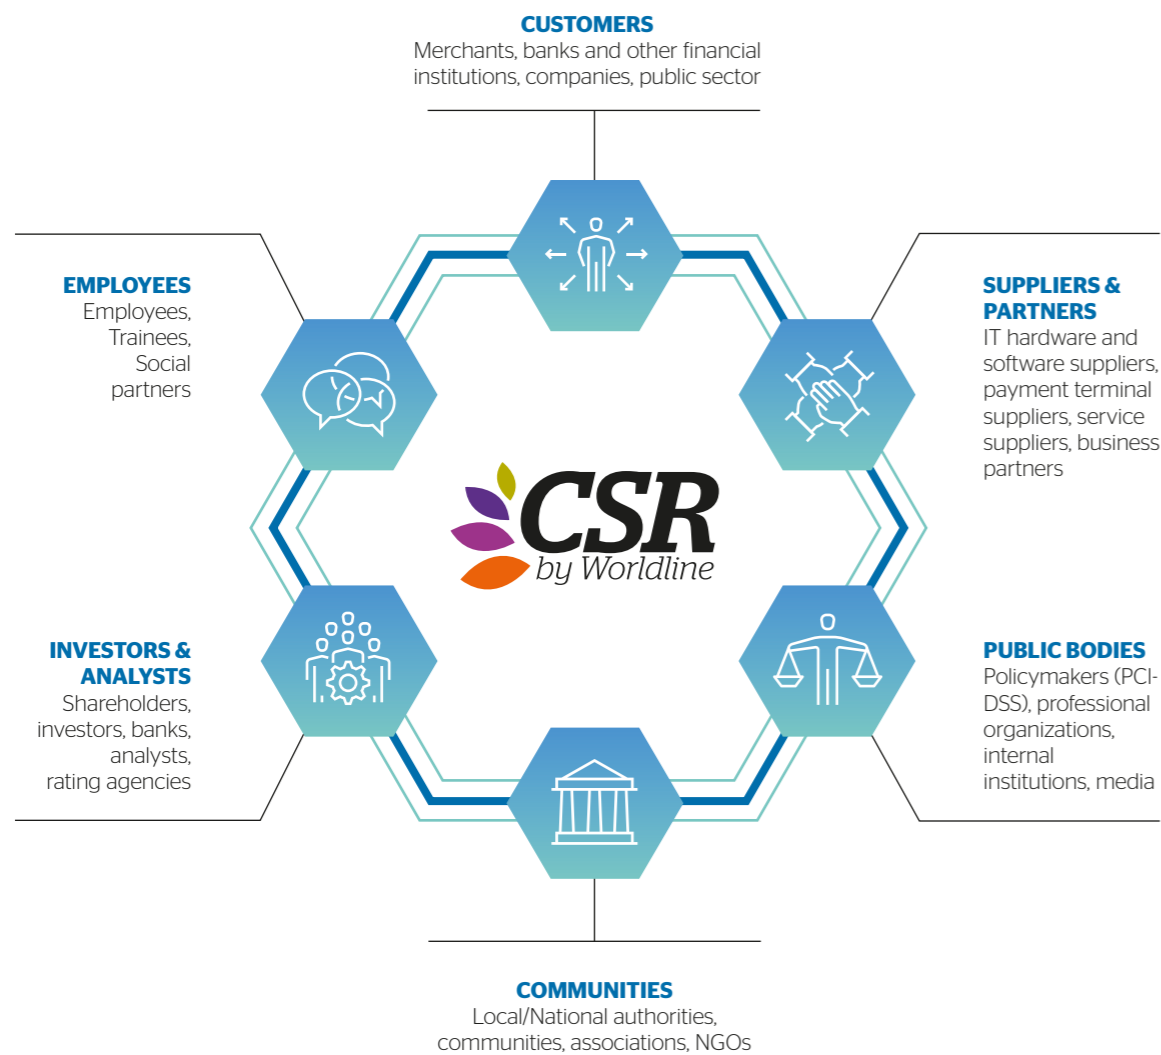 CUSTOMERS
Merchants, banks and other financial
institutions, companies, public sector
EMPLOYEES
Employees,
Trainees,
Social
partners
SUPPLIERS &
PARTNERS
IT hardware and
software suppliers,
payment terminal
suppliers, service
suppliers, business
partners
CSR
by Worldline
INVESTORS &
ANALYSTS
Shareholders,
investors, banks,
analysts,
rating agencies
PUBLIC BODIES
Policymakers (PCI-
DSS), professional
organizations,
internal
institutions, media
COMMUNITIES
Local/National authorities,
communities, associations, NGOs